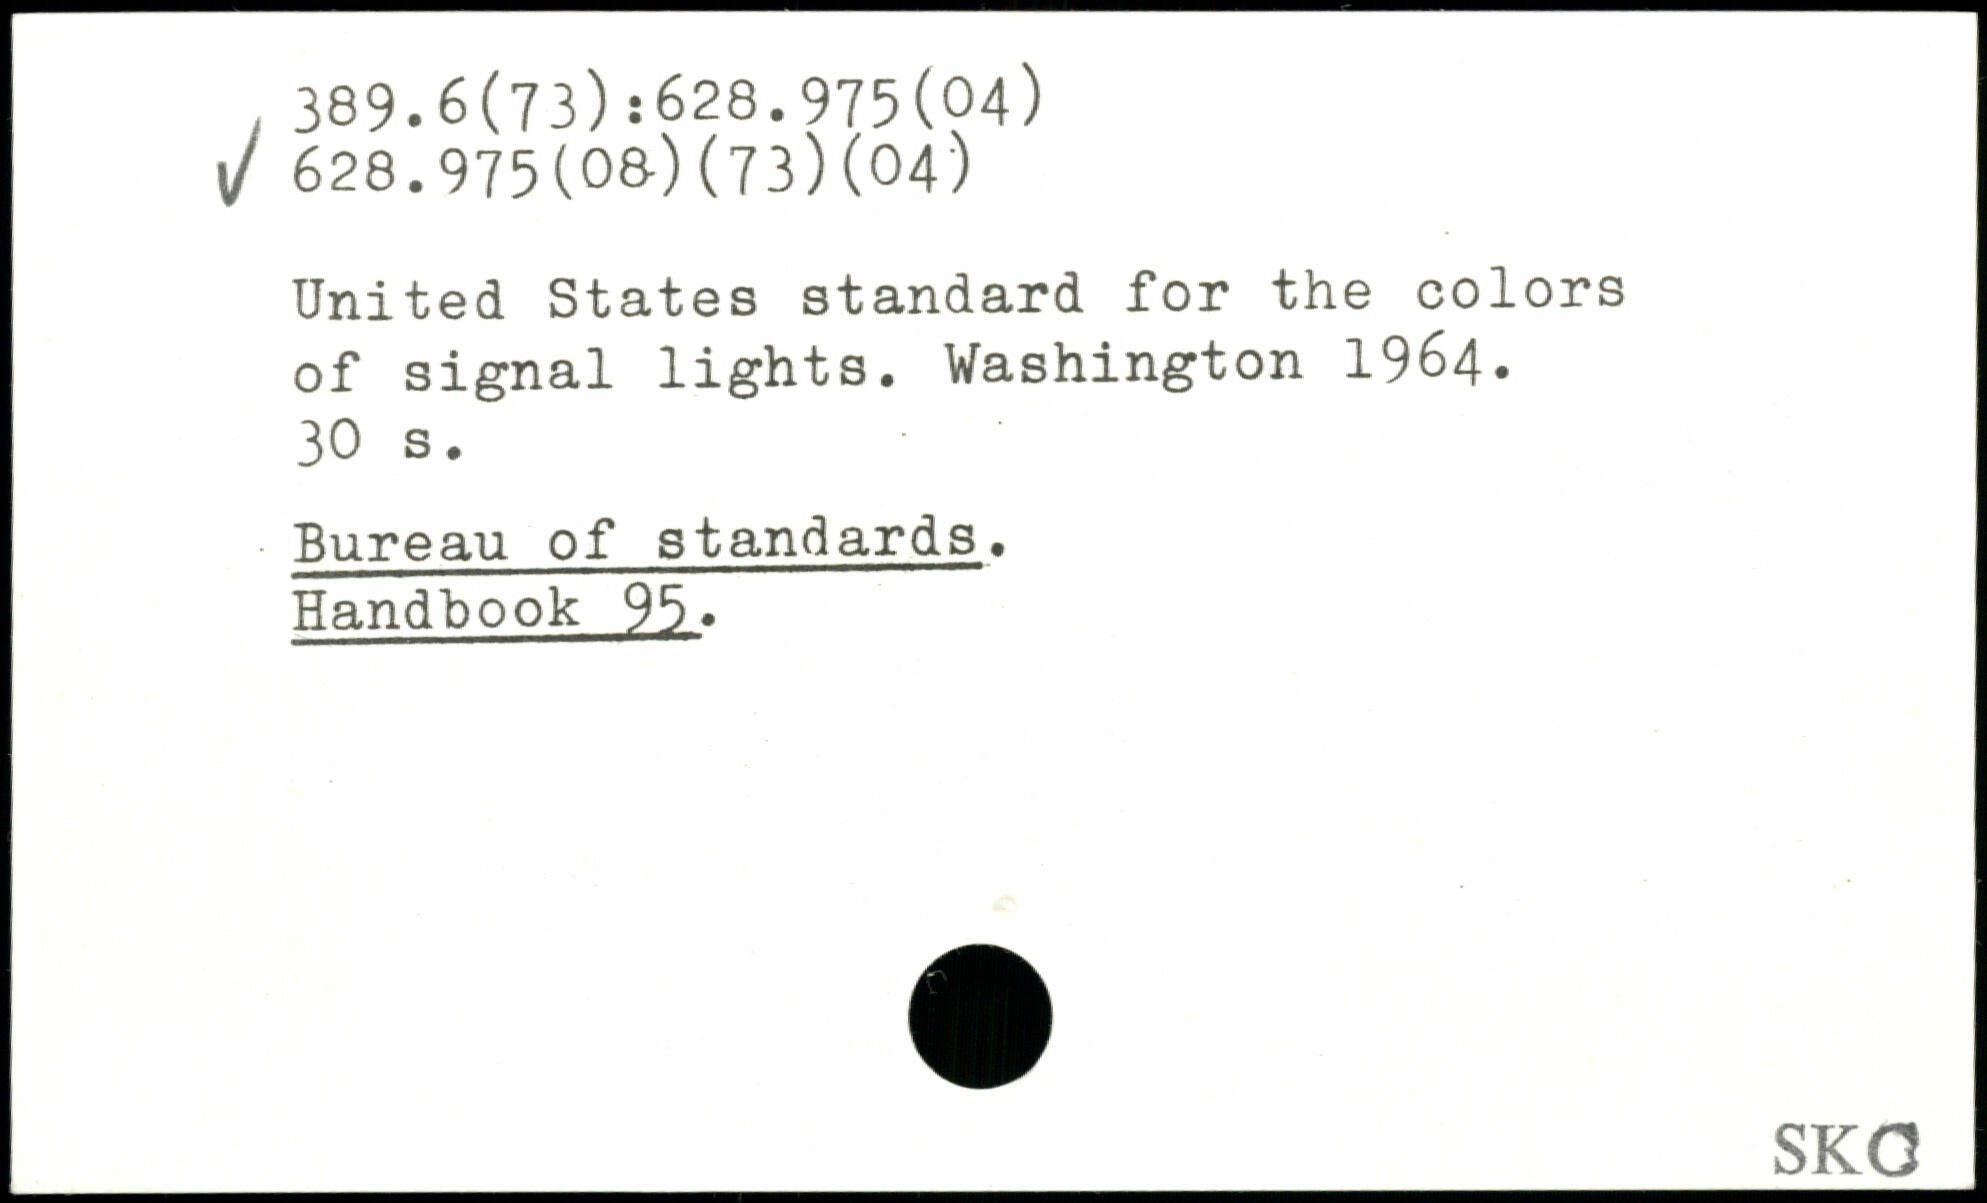 389.6(73):628.975(04)
628.975(08)(73)(04)
United States standard for the colors
of signal lights. Washington 1964.
30 s.
Bureau of standards.
Handbook 95.